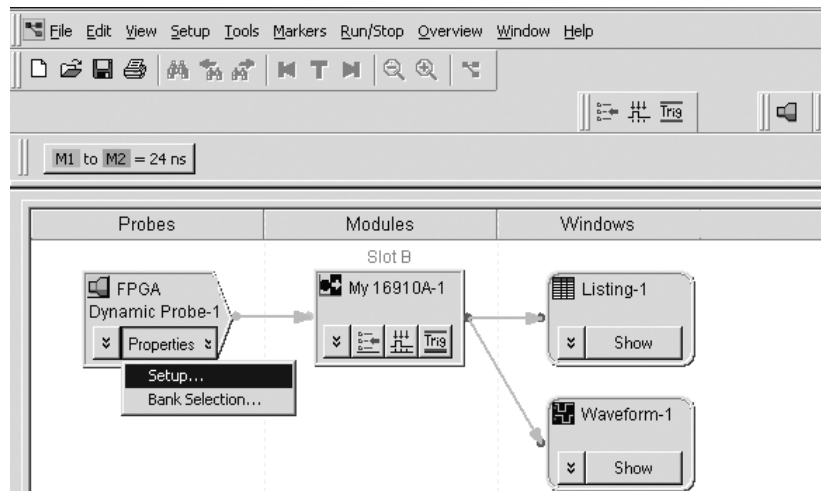 File Edit View Setup Tools Markers Run/Stop Overview Window Help
T
Trig
M1 to M2 = 24 ns
Probes Modules Windows
Slot B
FPGA
Dynamic Probe-1
Properties
My 16910A-1
Trig
Listing-1
Show
Setup...
Bank Selection...
Waveform-1
Show